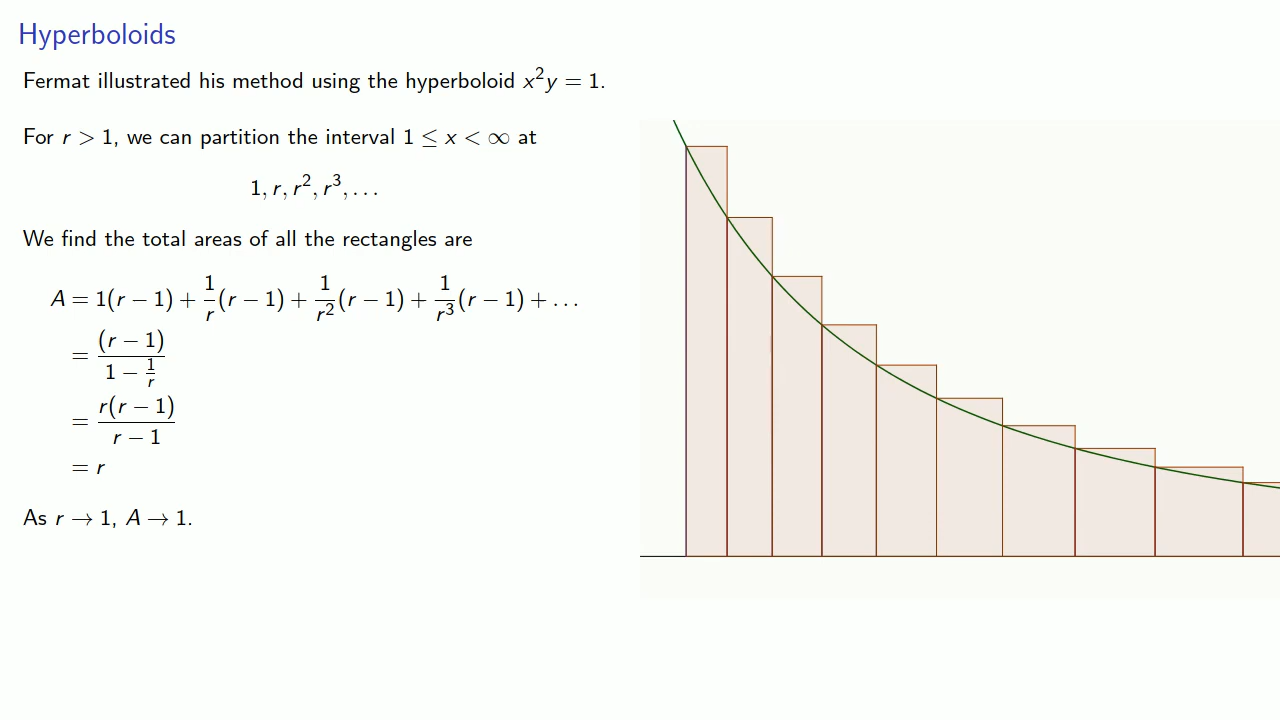 Hyperboloids
Fermat illustrated his method using the hyperboloid x²y = 1.
For r > 1, we can partition the interval 1 ≤ x < ∞ at
1, r, r², r³, . . .
We find the total areas of all the rectangles are
A = 1(r − 1) + 1/r (r − 1) + 1/r² (r − 1) + 1/r³ (r − 1) + . . .
= (r − 1) / (1 − 1/r)
= r(r − 1) / (r − 1)
= r
As r → 1, A → 1.